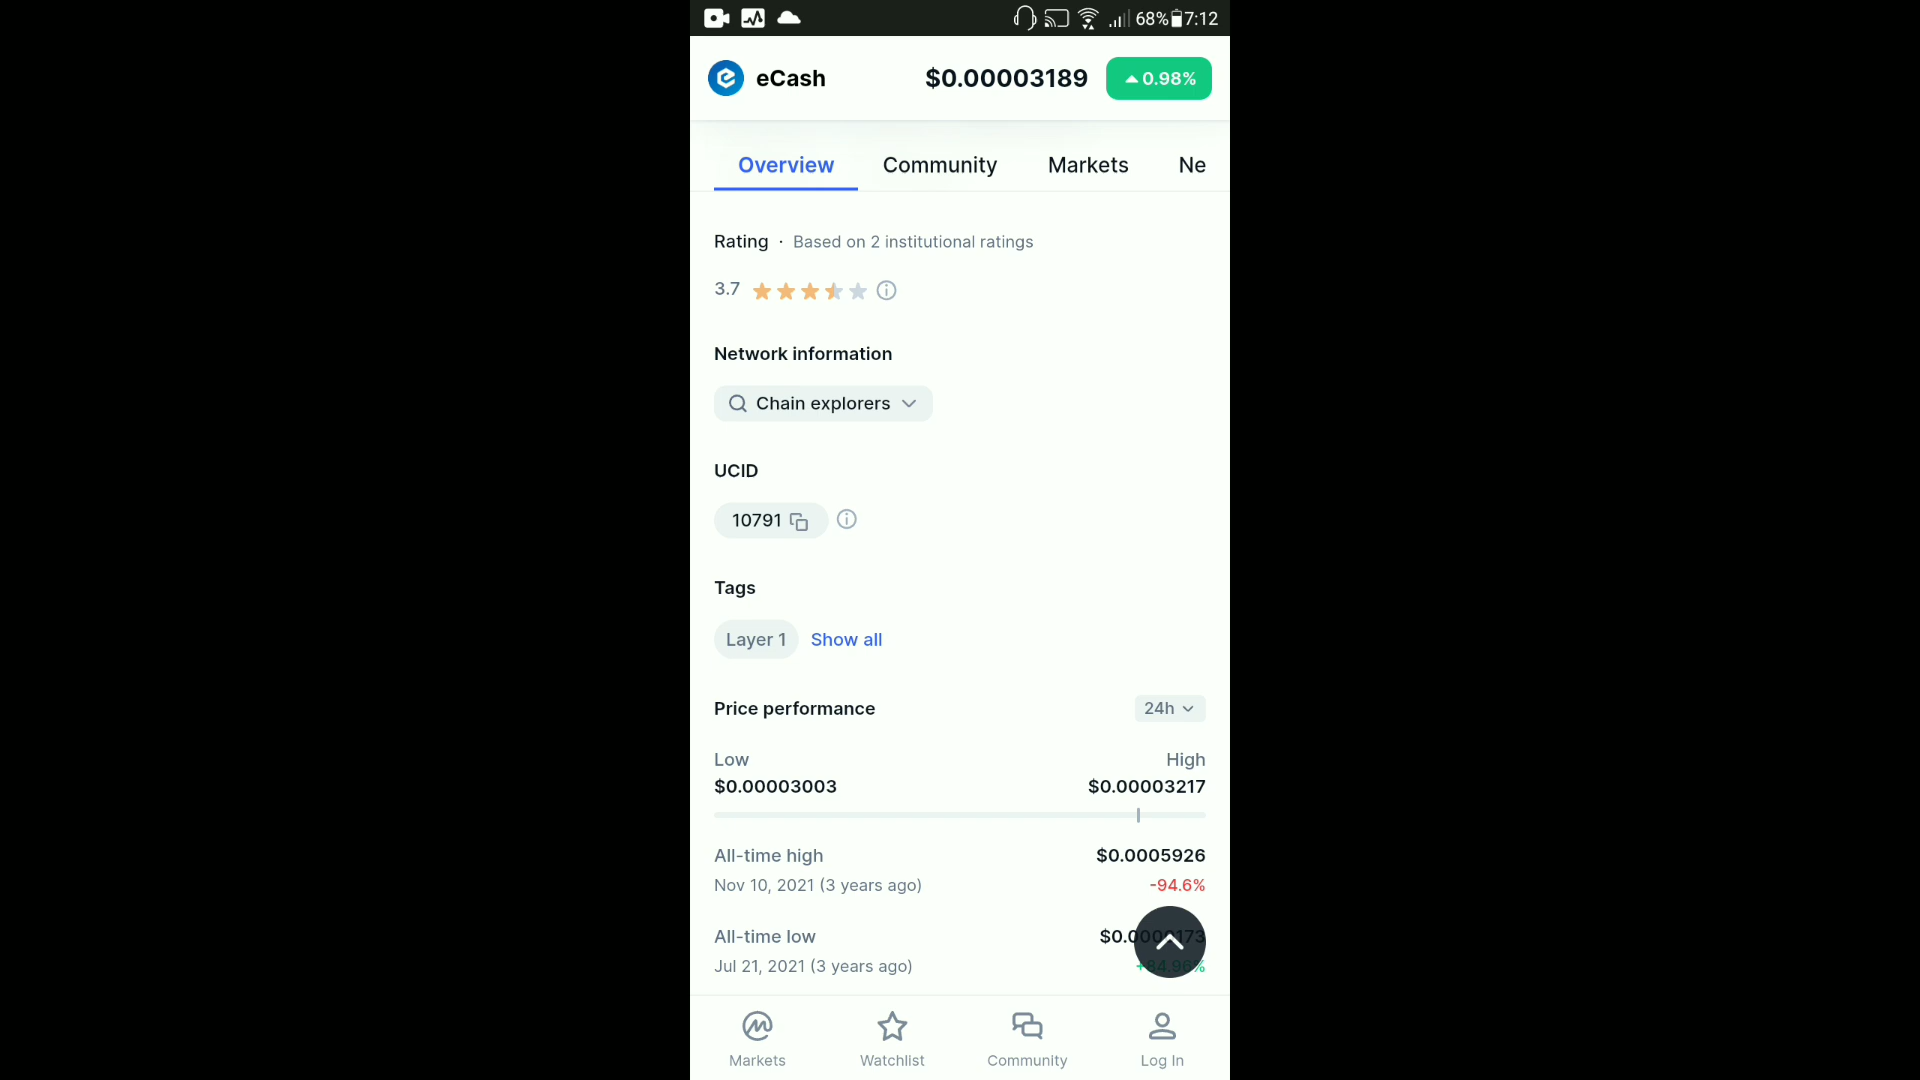 68% 7:12
eCash $0.00003189 0.98%
Overview Community Markets Ne
Rating · Based on 2 institutional ratings
3.7
Network information
Chain explorers
UCID
10791
Tags
Layer 1 Show all
Price performance 24h
Low High
$0.00003003 $0.00003217
All-time high $0.0005926
Nov 10, 2021 (3 years ago) -94.6%
All-time low
Jul 21, 2021 (3 years ago)
Markets Watchlist Community Log In